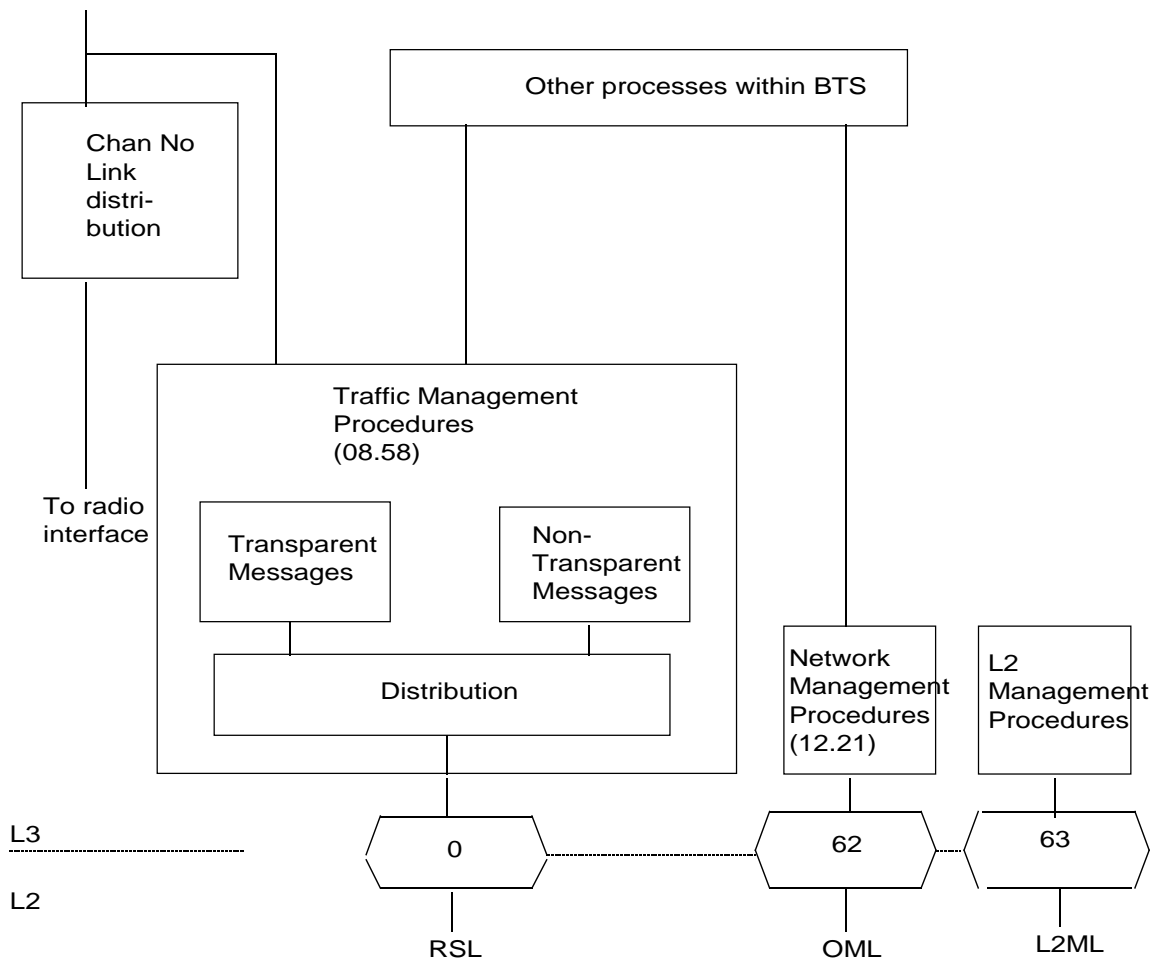 Other processes within BTS
Chan No
Link
distri-
bution
Traffic Management
Procedures
(08.58)
To radio
interface
Transparent
Messages
Non-
Transparent
Messages
Distribution
Network
Management
Procedures
(12.21)
L2
Management
Procedures
L3
0
62
63
L2
RSL
OML
L2ML